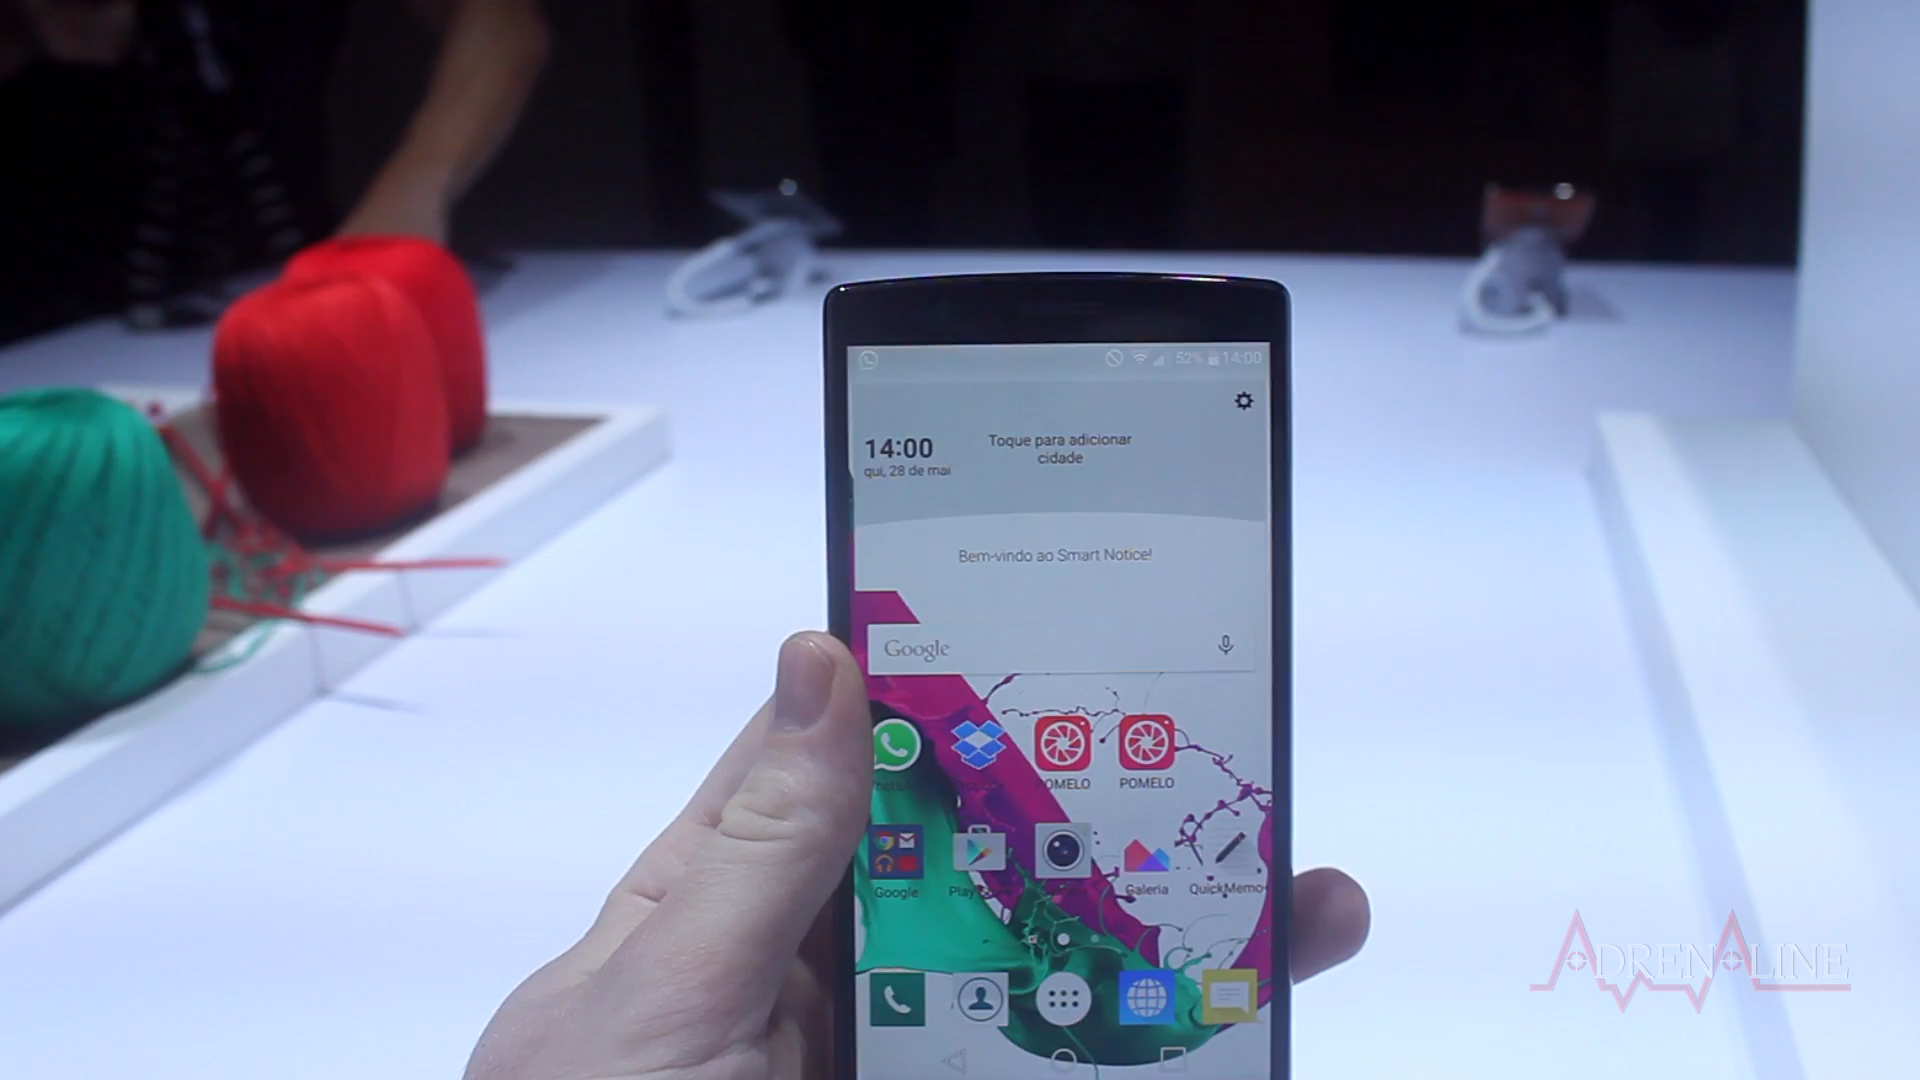 52% 14:00
14:00
qui, 28 de mai
Toque para adicionar
cidade
Bem-vindo ao Smart Notice!
Google
POMELO
POMELO
Google
Play
Galeria
QuickMemo+
ADRENALINE